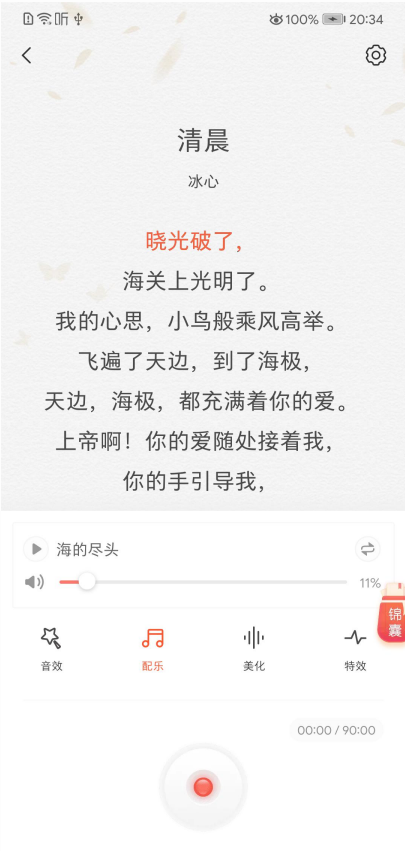 听 100% 20:34
清晨
冰心
晓光破了，
海关上光明了。
我的心思，小鸟般乘风高举。
飞遍了天边，到了海极，
天边，海极，都充满着你的爱。
上帝啊！你的爱随处接着我，
你的手引导我，
海的尽头
11%
锦囊
音效 配乐 美化 特效
00:00 / 90:00